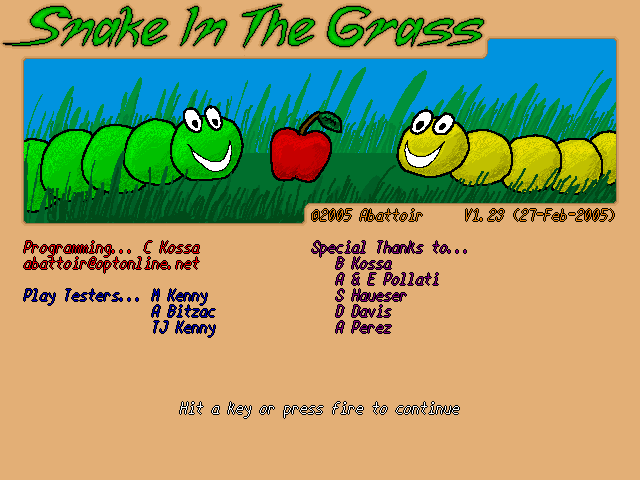 Snake In The Grass
©2005 Abattoir V1.23 (27-Feb-2005)
Programming... C Kossa
abattoir@optonline.net
Play Testers... M Kenny
A Bitzac
TJ Kenny
Special Thanks to...
B Kossa
A & E Pollati
S Haueser
D Davis
A Perez
Hit a key or press fire to continue